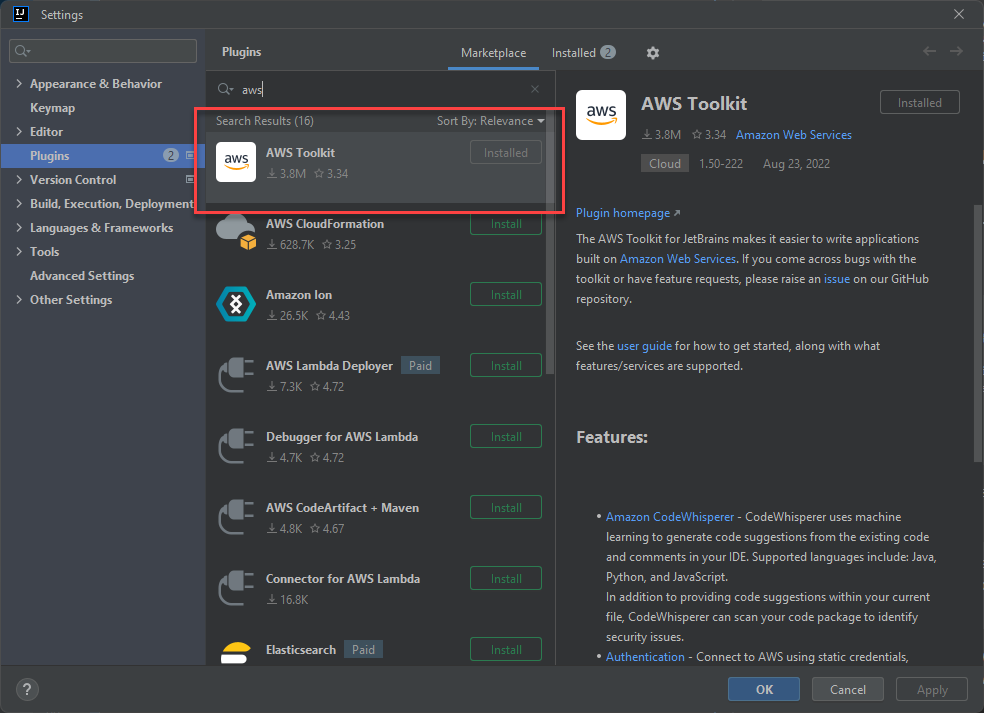 Settings
Appearance & Behavior
Keymap
Editor
Plugins 2
Version Control
Build, Execution, Deployment
Languages & Frameworks
Tools
Advanced Settings
Other Settings
Plugins
Marketplace
Installed 2
aws
Search Results (16) Sort By: Relevance
aws
AWS Toolkit Installed
3.8M 3.34
AWS CloudFormation Install
628.7K 3.25
Amazon Ion Install
26.5K 4.43
AWS Lambda Deployer Paid Install
7.3K 4.72
Debugger for AWS Lambda Install
4.7K 4.72
AWS CodeArtifact + Maven Install
4.8K 4.67
Connector for AWS Lambda Install
16.8K
Elasticsearch Paid Install
aws
AWS Toolkit Installed
3.8M 3.34 Amazon Web Services
Cloud 1.50-222 Aug 23, 2022
Plugin homepage
The AWS Toolkit for JetBrains makes it easier to write applications
built on Amazon Web Services. If you come across bugs with the
toolkit or have feature requests, please raise an issue on our GitHub
repository.
See the user guide for how to get started, along with what
features/services are supported.
Features:
• Amazon CodeWhisperer - CodeWhisperer uses machine
learning to generate code suggestions from the existing code
and comments in your IDE. Supported languages include: Java,
Python, and JavaScript.
In addition to providing code suggestions within your current
file, CodeWhisperer can scan your code package to identify
security issues.
• Authentication - Connect to AWS using static credentials,
?
OK Cancel Apply